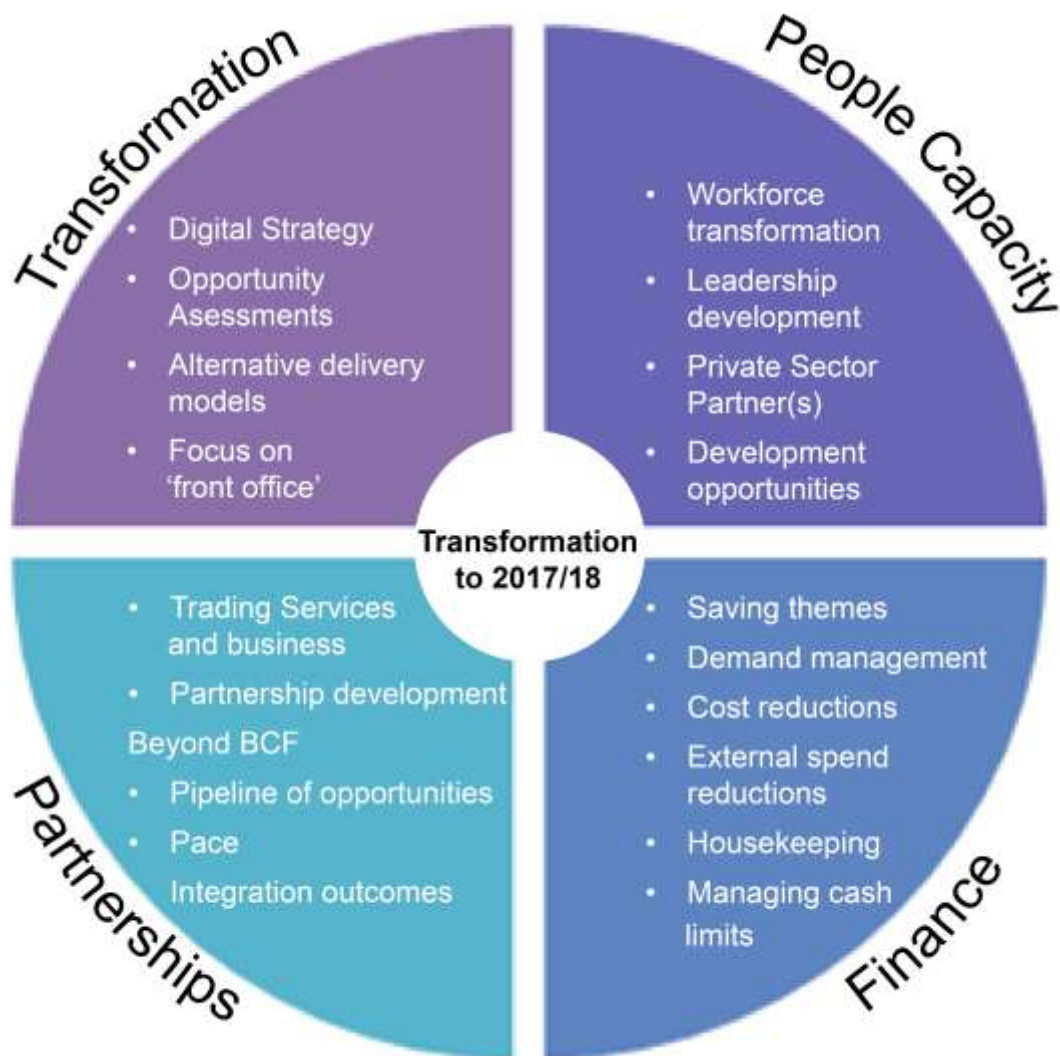 Transformation
• Digital Strategy
• Opportunity
Asessments
• Alternative delivery
models
• Focus on
‘front office’
People Capacity
• Workforce
transformation
• Leadership
development
• Private Sector
Partner(s)
• Development
opportunities
Transformation
to 2017/18
Partnerships
• Trading Services
and business
• Partnership development
Beyond BCF
• Pipeline of opportunities
• Pace
Integration outcomes
Finance
• Saving themes
• Demand management
• Cost reductions
• External spend
reductions
• Housekeeping
• Managing cash
limits